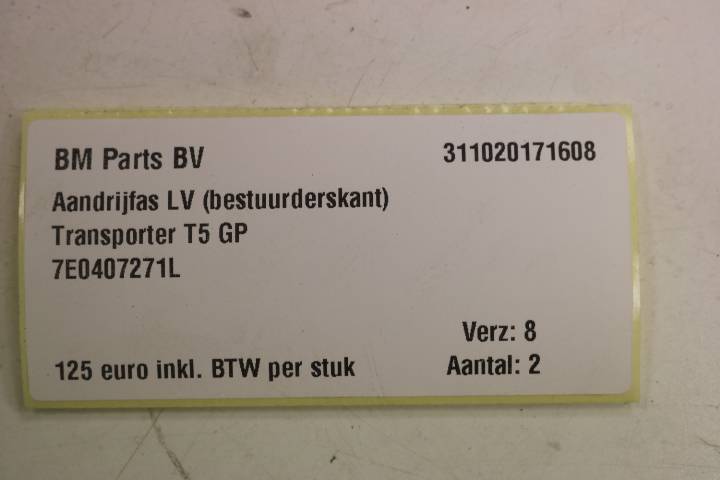 BM Parts BV 311020171608
Aandrijfas LV (bestuurderskant)
Transporter T5 GP
7E0407271L
Verz: 8
125 euro inkl. BTW per stuk Aantal: 2